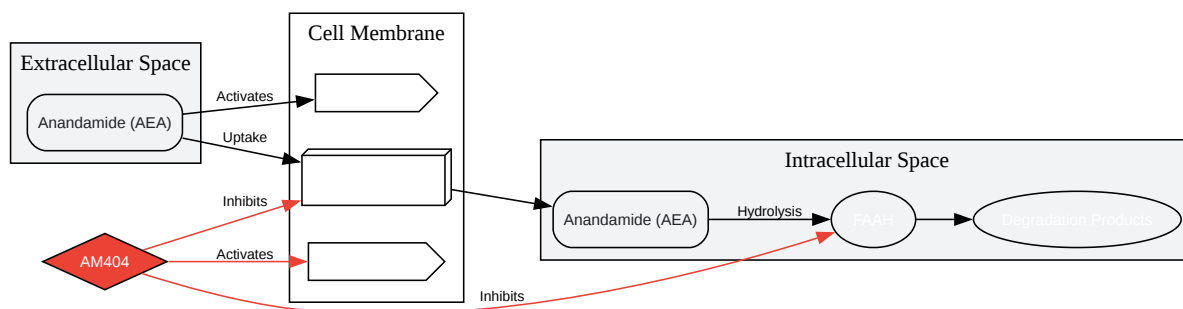 Cell Membrane
Extracellular Space
Activates
Anandamide (AEA)
Uptake
Intracellular Space
Inhibits
Anandamide (AEA)
Hydrolysis
FAAH
Degradation Products
AM404
Activates
Inhibits